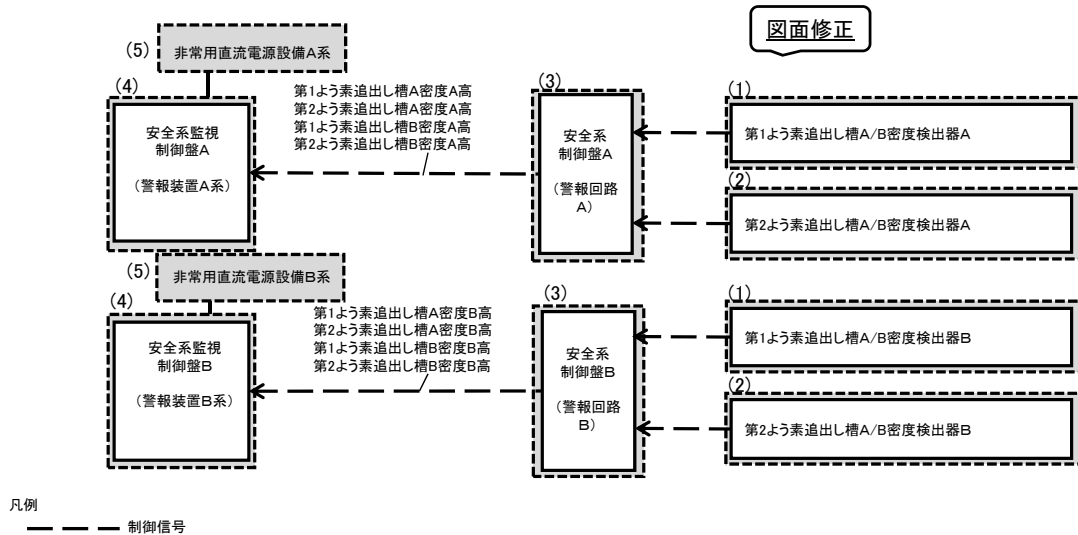 図面修正
(5)
非常用直流電源設備A系
(4)
安全系監視
制御盤A
(警報装置A系)
第1よう素追出し槽A密度A高
第2よう素追出し槽A密度A高
第1よう素追出し槽B密度A高
第2よう素追出し槽B密度A高
(3)
安全系
制御盤A
(警報回路
A)
(1)
第1よう素追出し槽A/B密度検出器A
(2)
第2よう素追出し槽A/B密度検出器A
(5)
非常用直流電源設備B系
(4)
安全系監視
制御盤B
(警報装置B系)
第1よう素追出し槽A密度B高
第2よう素追出し槽A密度B高
第1よう素追出し槽B密度B高
第2よう素追出し槽B密度B高
(3)
安全系
制御盤B
(警報回路
B)
(1)
第1よう素追出し槽A/B密度検出器B
(2)
第2よう素追出し槽A/B密度検出器B
凡例
制御信号